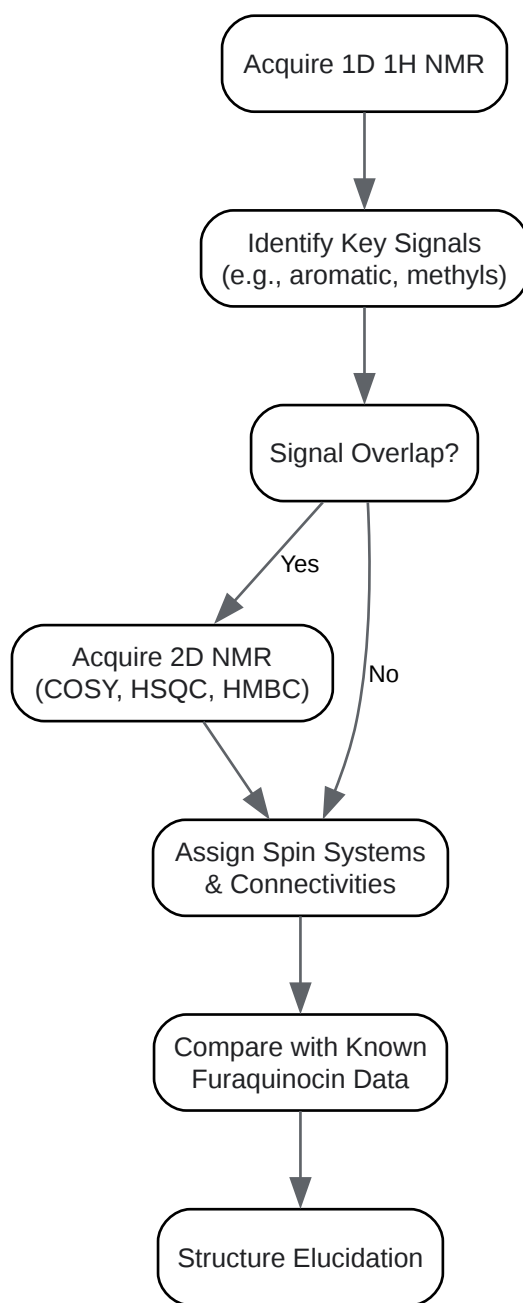 Acquire 1D 1H NMR
Identify Key Signals
(e.g., aromatic, methyls)
Signal Overlap?
Yes
Acquire 2D NMR
(COSY, HSQC, HMBC)
No
Assign Spin Systems
& Connectivities
Compare with Known
Furaquinocin Data
Structure Elucidation